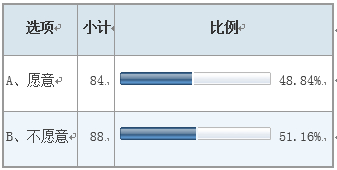 选项 小计 比例
A、愿意 84. 48.84%
B、不愿意 88. 51.16%